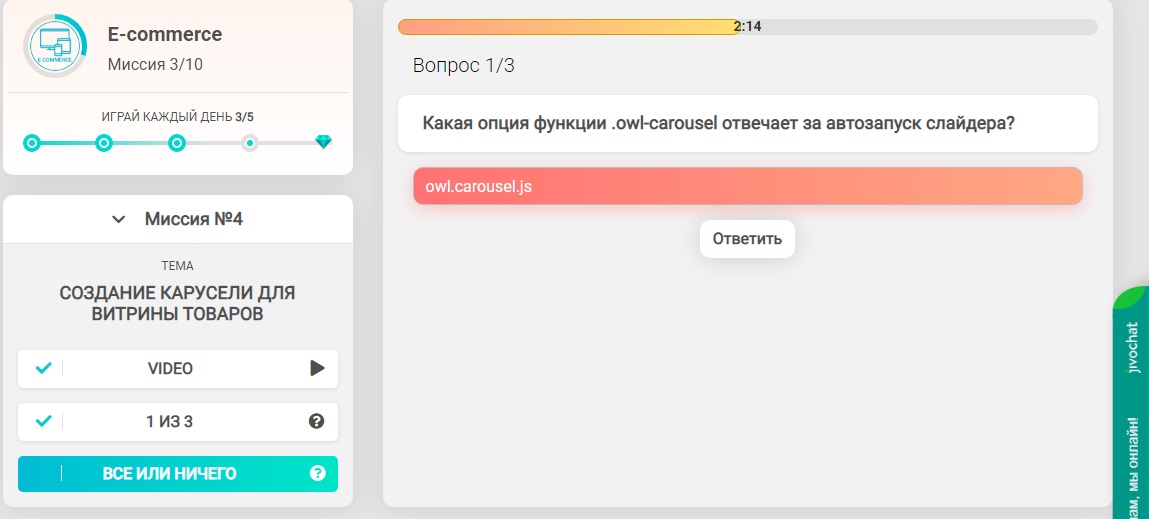 E-COMMERCE
E-commerce
Миссия 3/10
ИГРАЙ КАЖДЫЙ ДЕНЬ 3/5
Миссия №4
ТЕМА
СОЗДАНИЕ КАРУСЕЛИ ДЛЯ
ВИТРИНЫ ТОВАРОВ
VIDEO
1 ИЗ 3
ВСЕ ИЛИ НИЧЕГО
2:14
Вопрос 1/3
Какая опция функции .owl-carousel отвечает за автозапуск слайдера?
owl.carousel.js
Ответить
jivochat
мы онлайн!